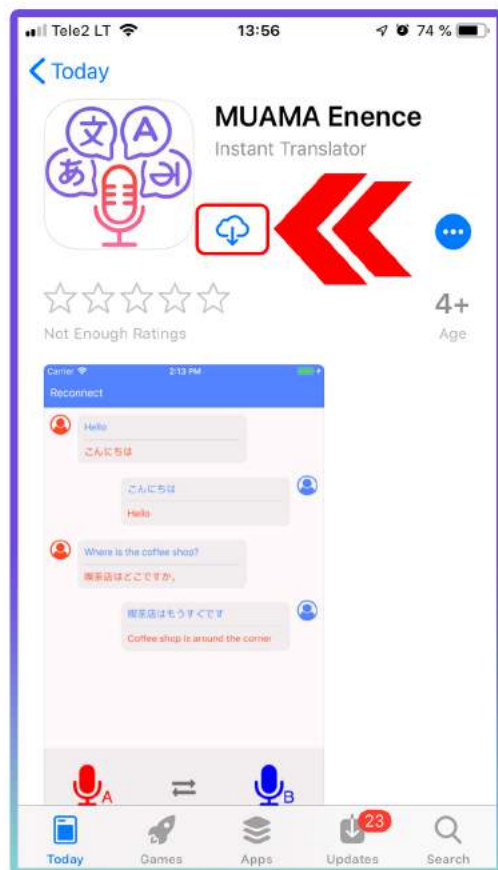 Tele2 LT 13:56 74 %
Today
MUAMA Enence
Instant Translator
文 A
あ
4+
Not Enough Ratings Age
Carrier 2:13 PM
Reconnect
Hello
こんにちは
こんにちは
Hello
Where is the coffee shop?
喫茶店はどこですか。
喫茶店はもうすぐです
Coffee shop is around the corner
A B
23
Today Games Apps Updates Search